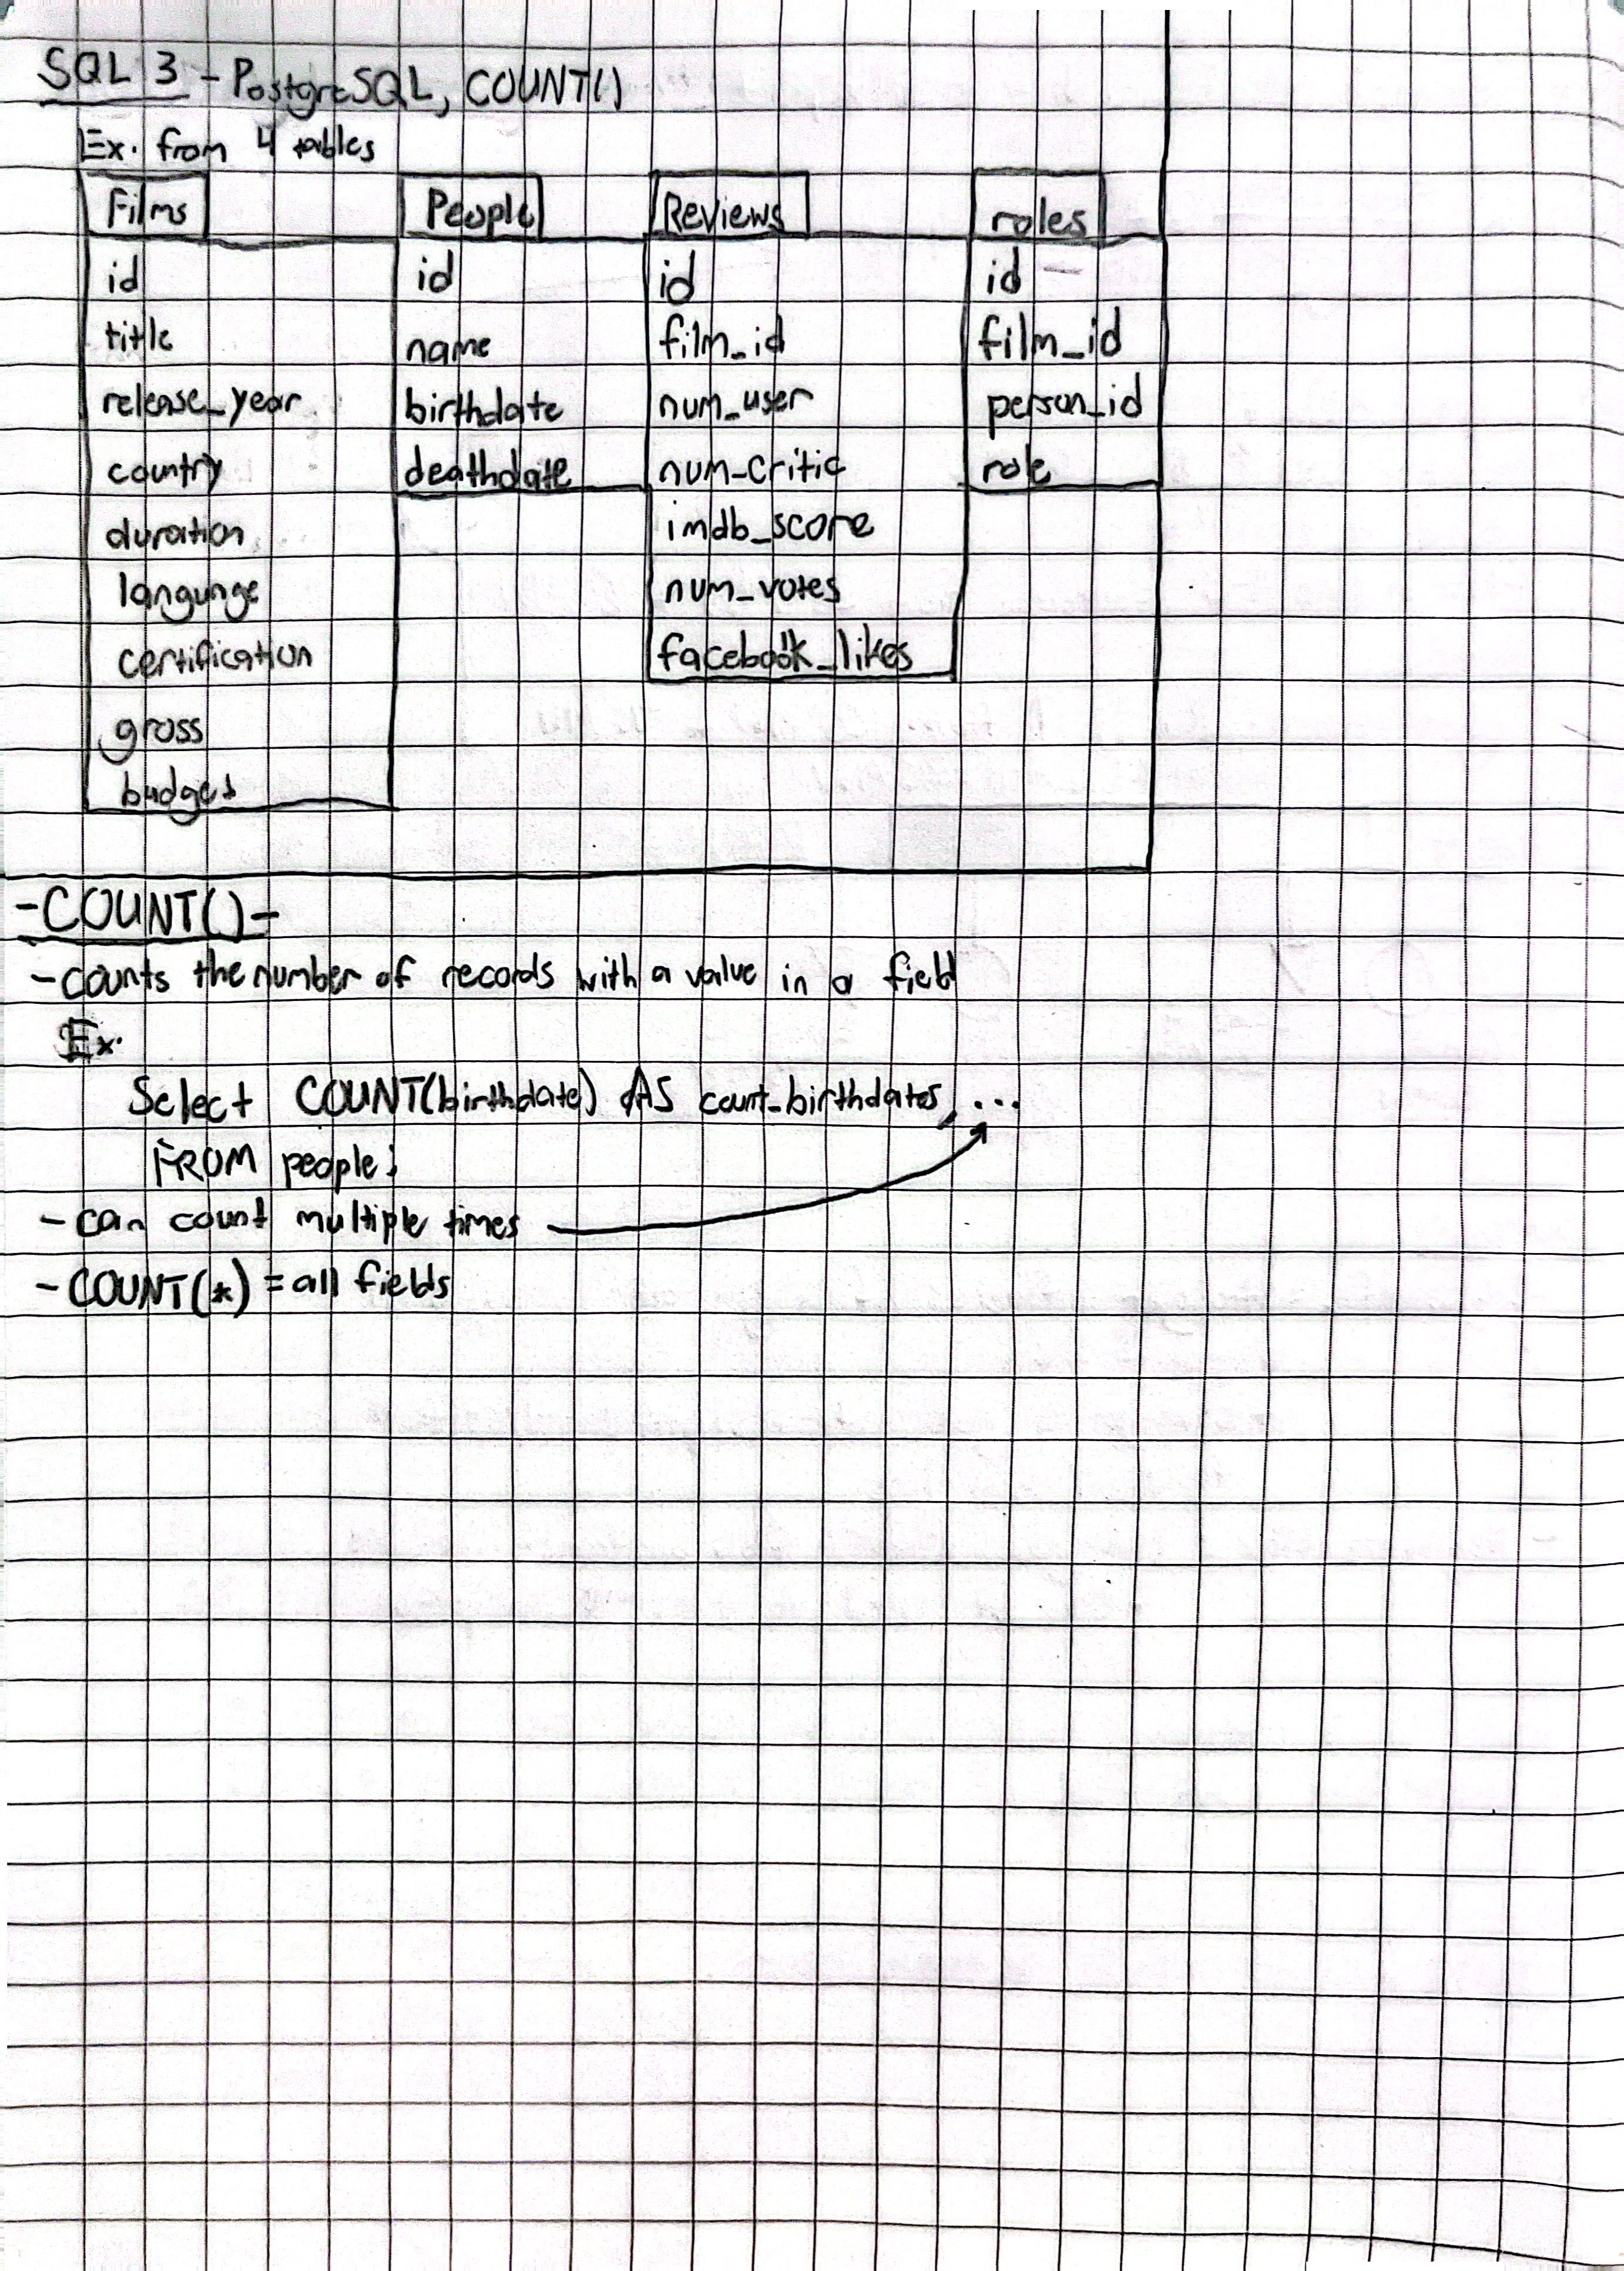 SQL 3 - PostgreSQL, COUNT()
Ex. from 4 tables
Films People Reviews roles
id id id id
title name film_id film_id
release_year birthdate num_user person_id
country deathdate num-critic role
duration imdb_score
language num_votes
certification facebook_likes
gross
budget
-COUNT()-
- counts the number of records with a value in a field
Ex.
Select COUNT(birthdate) AS count_birthdates, ...
FROM people;
- can count multiple times
- COUNT(*) = all fields